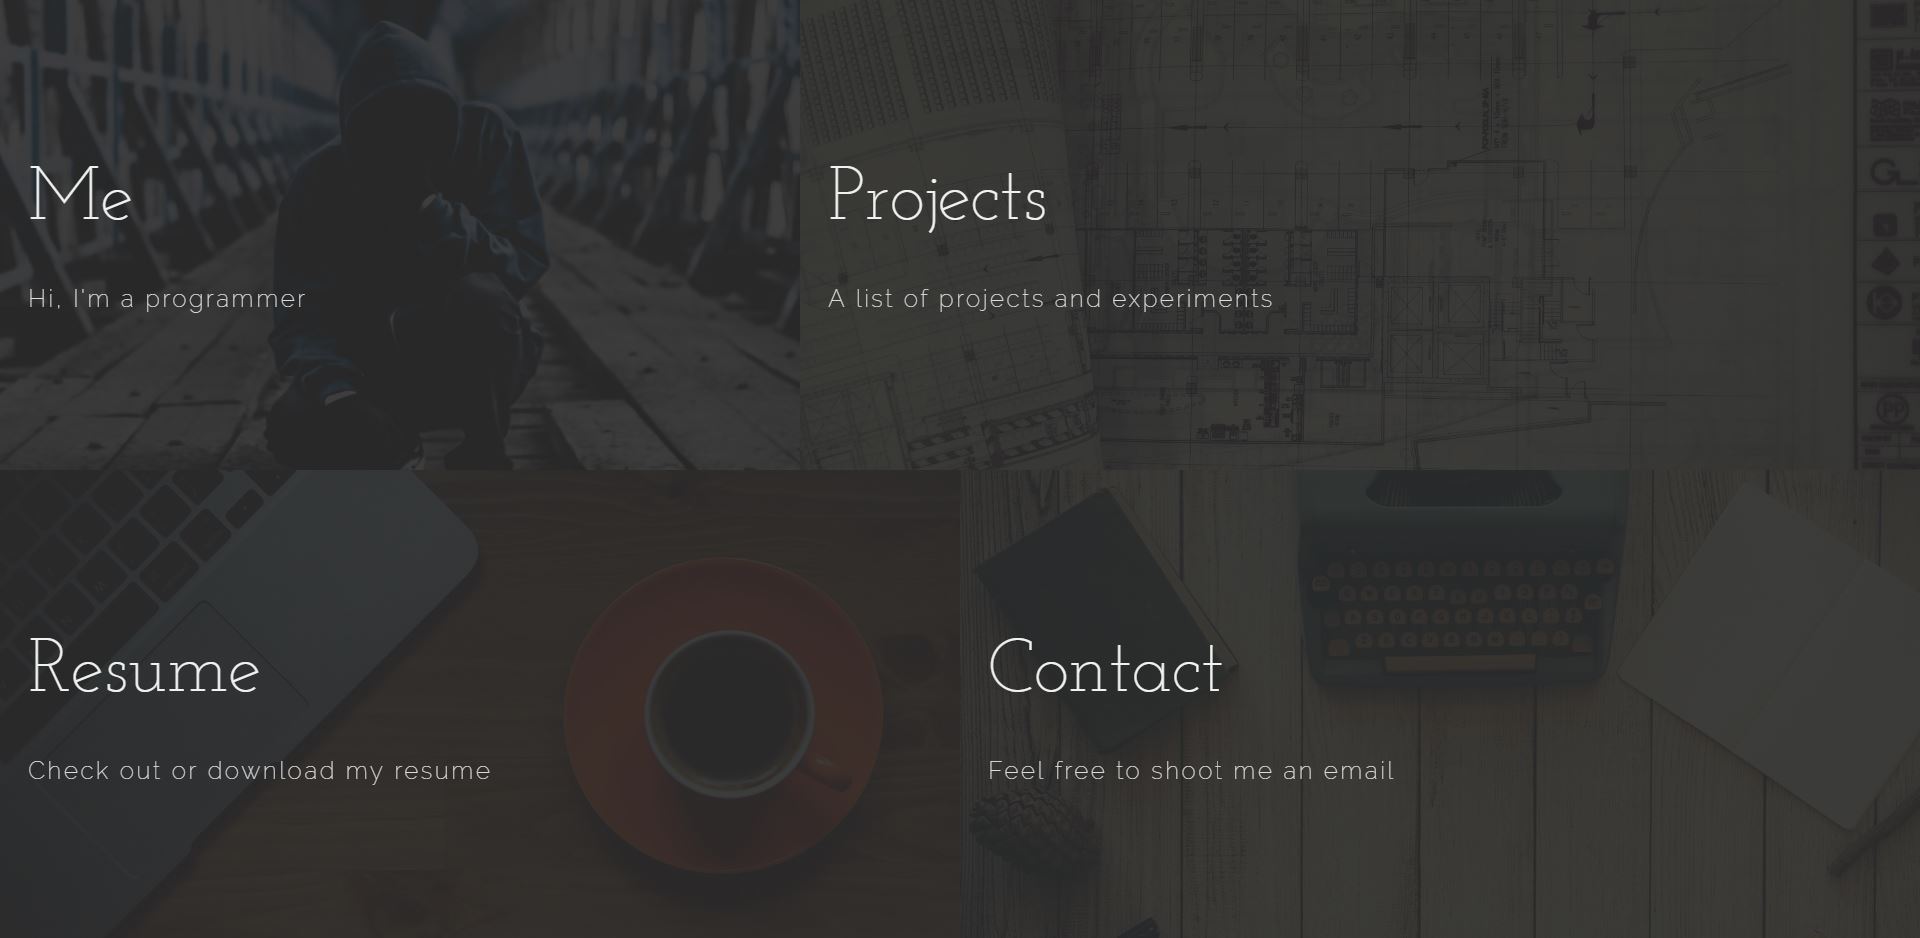 Me
Hi, I'm a programmer
Projects
A list of projects and experiments
Resume
Check out or download my resume
Contact
Feel free to shoot me an email